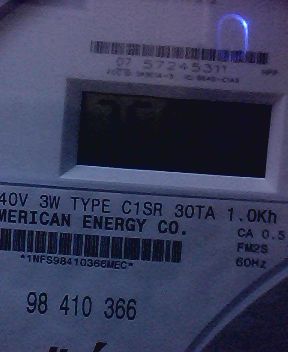 07 57245311
40V 3W TYPE C1SR 30TA 1.0Kh
MERICAN ENERGY CO.
CA 0.5
FM2S
60Hz
*1NFS98410366MEC*
98 410 366